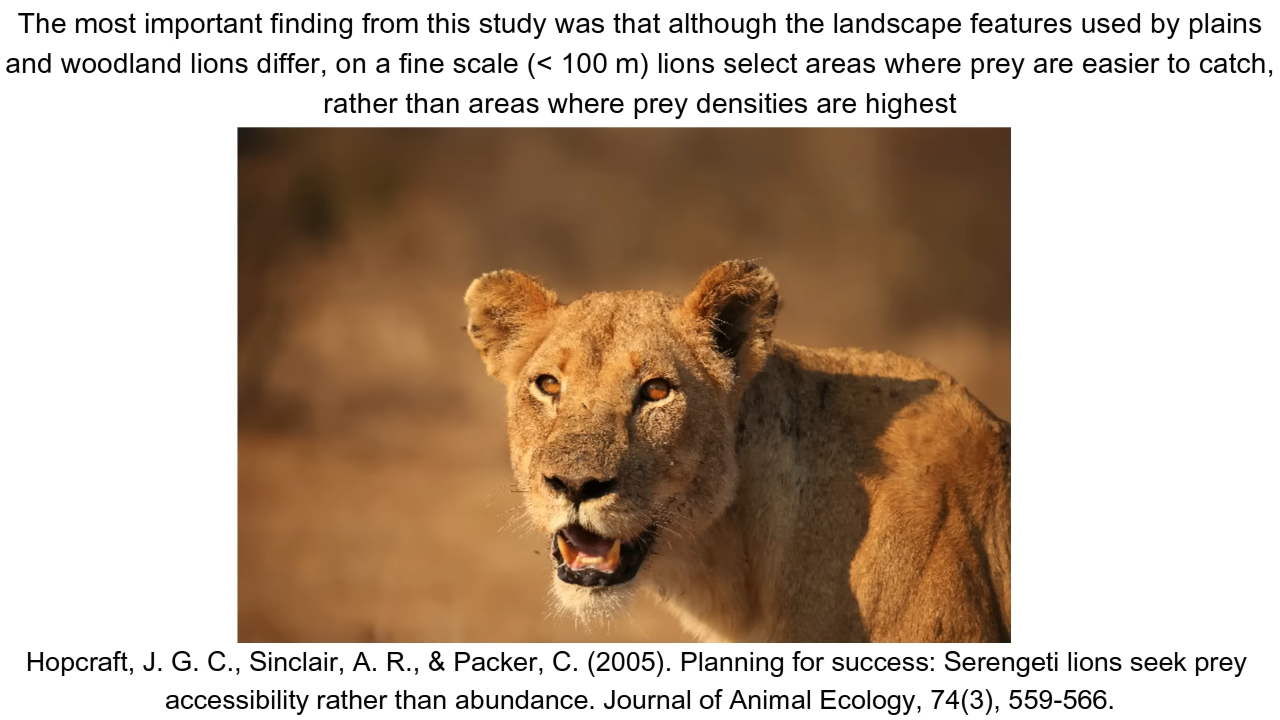 The most important finding from this study was that although the landscape features used by plains
and woodland lions differ, on a fine scale (< 100 m) lions select areas where prey are easier to catch,
rather than areas where prey densities are highest
Hopcraft, J. G. C., Sinclair, A. R., & Packer, C. (2005). Planning for success: Serengeti lions seek prey
accessibility rather than abundance. Journal of Animal Ecology, 74(3), 559-566.